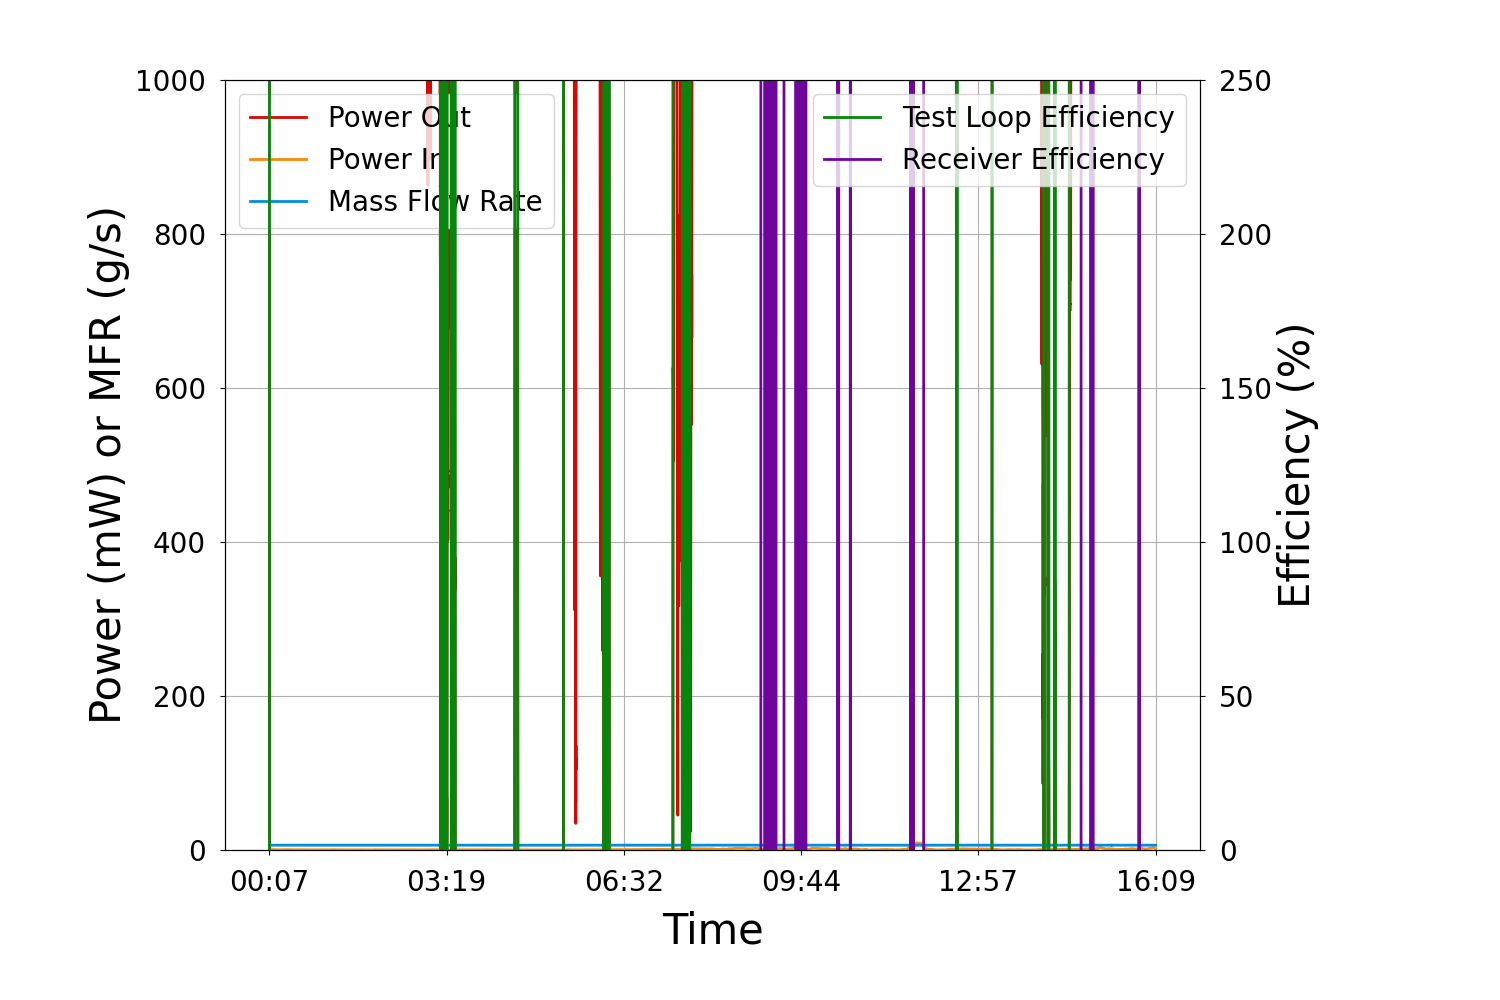 1000
800
600
400
200
0
Power (mW) or MFR (g/s)
Power Out
Power In
Mass Flow Rate
Test Loop Efficiency
Receiver Efficiency
250
200
150
100
50
0
Efficiency (%)
00:07 03:19 06:32 09:44 12:57 16:09
Time